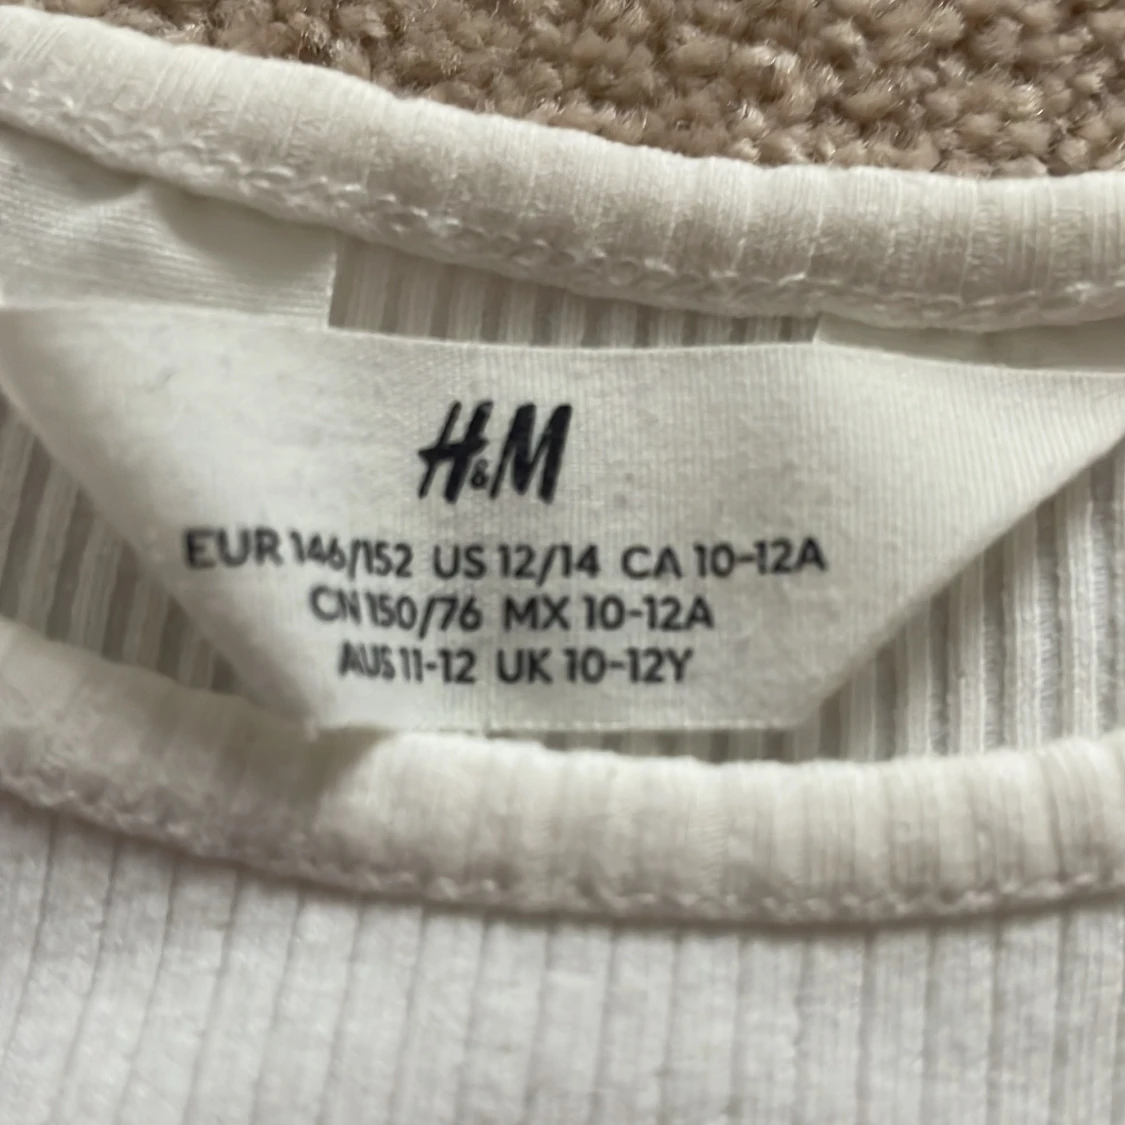 H&M
EUR 146/152 US 12/14 CA 10-12A
CN 150/76 MX 10-12A
AUS 11-12 UK 10-12Y